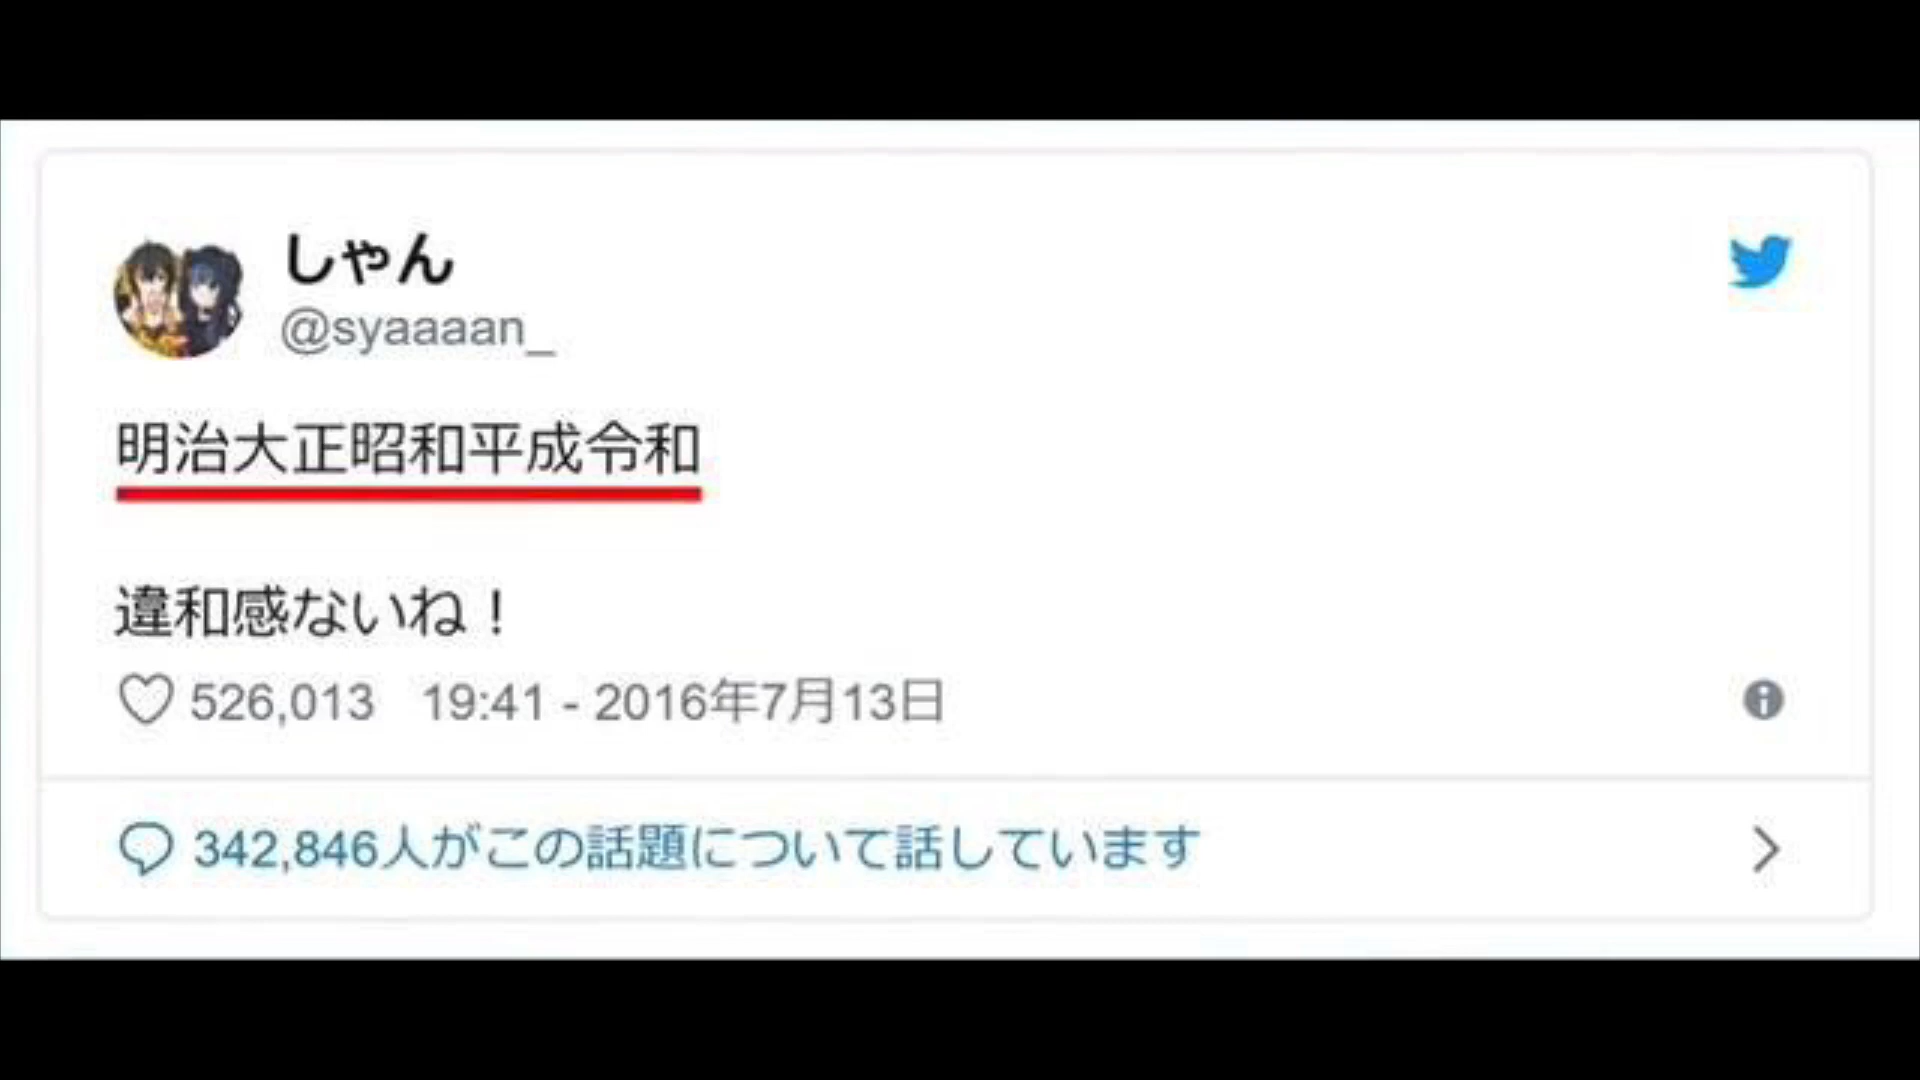 しゃん
@syaaaan_
明治大正昭和平成令和
違和感ないね！
526,013 19:41 - 2016年7月13日
342,846人がこの話題について話しています